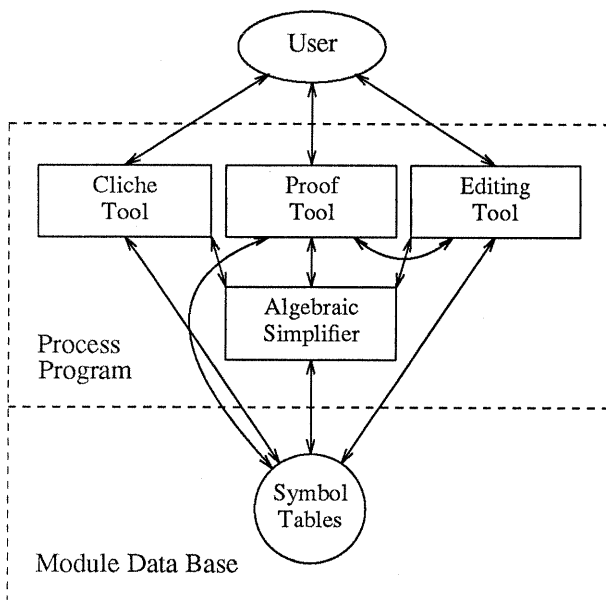 User
Cliche
Tool
Proof
Tool
Editing
Tool
Algebraic
Simplifier
Process
Program
Symbol
Tables
Module Data Base